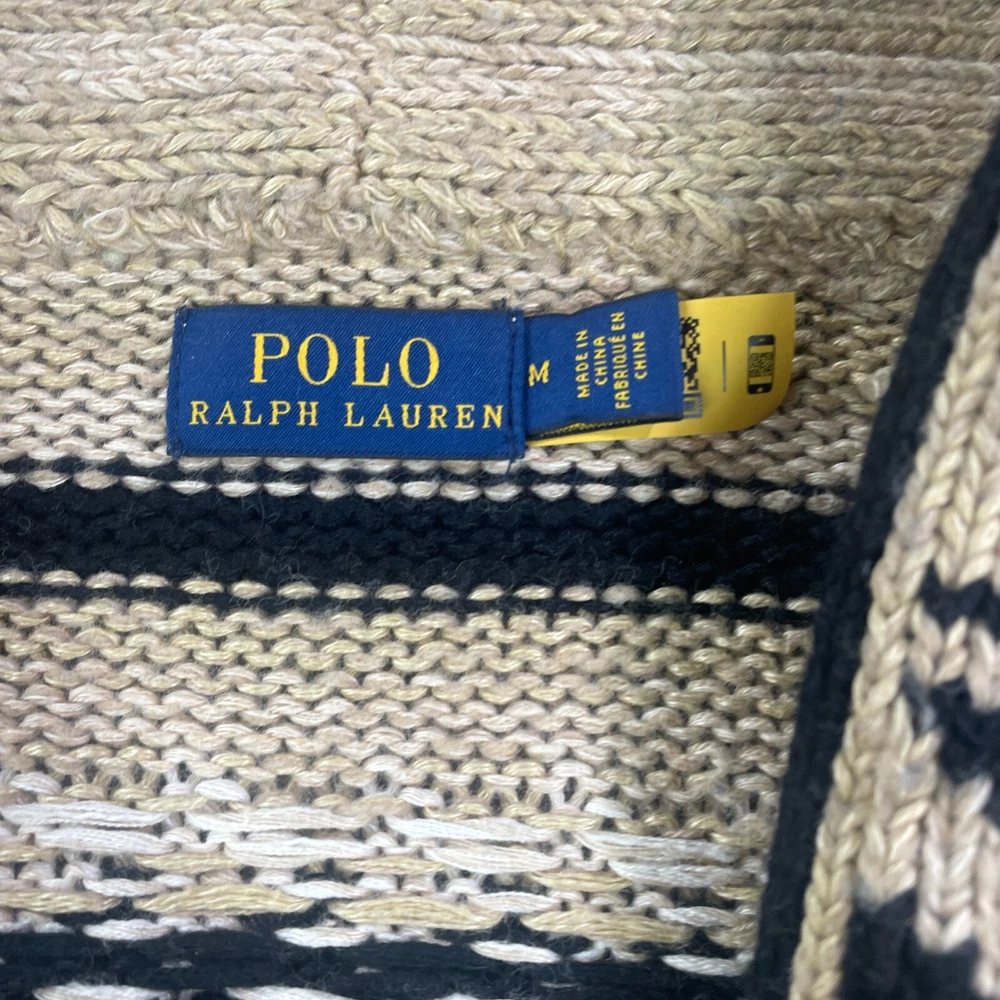 POLO
RALPH LAUREN
M
MADE IN
CHINA
FABRIQUÉ EN
CHINE